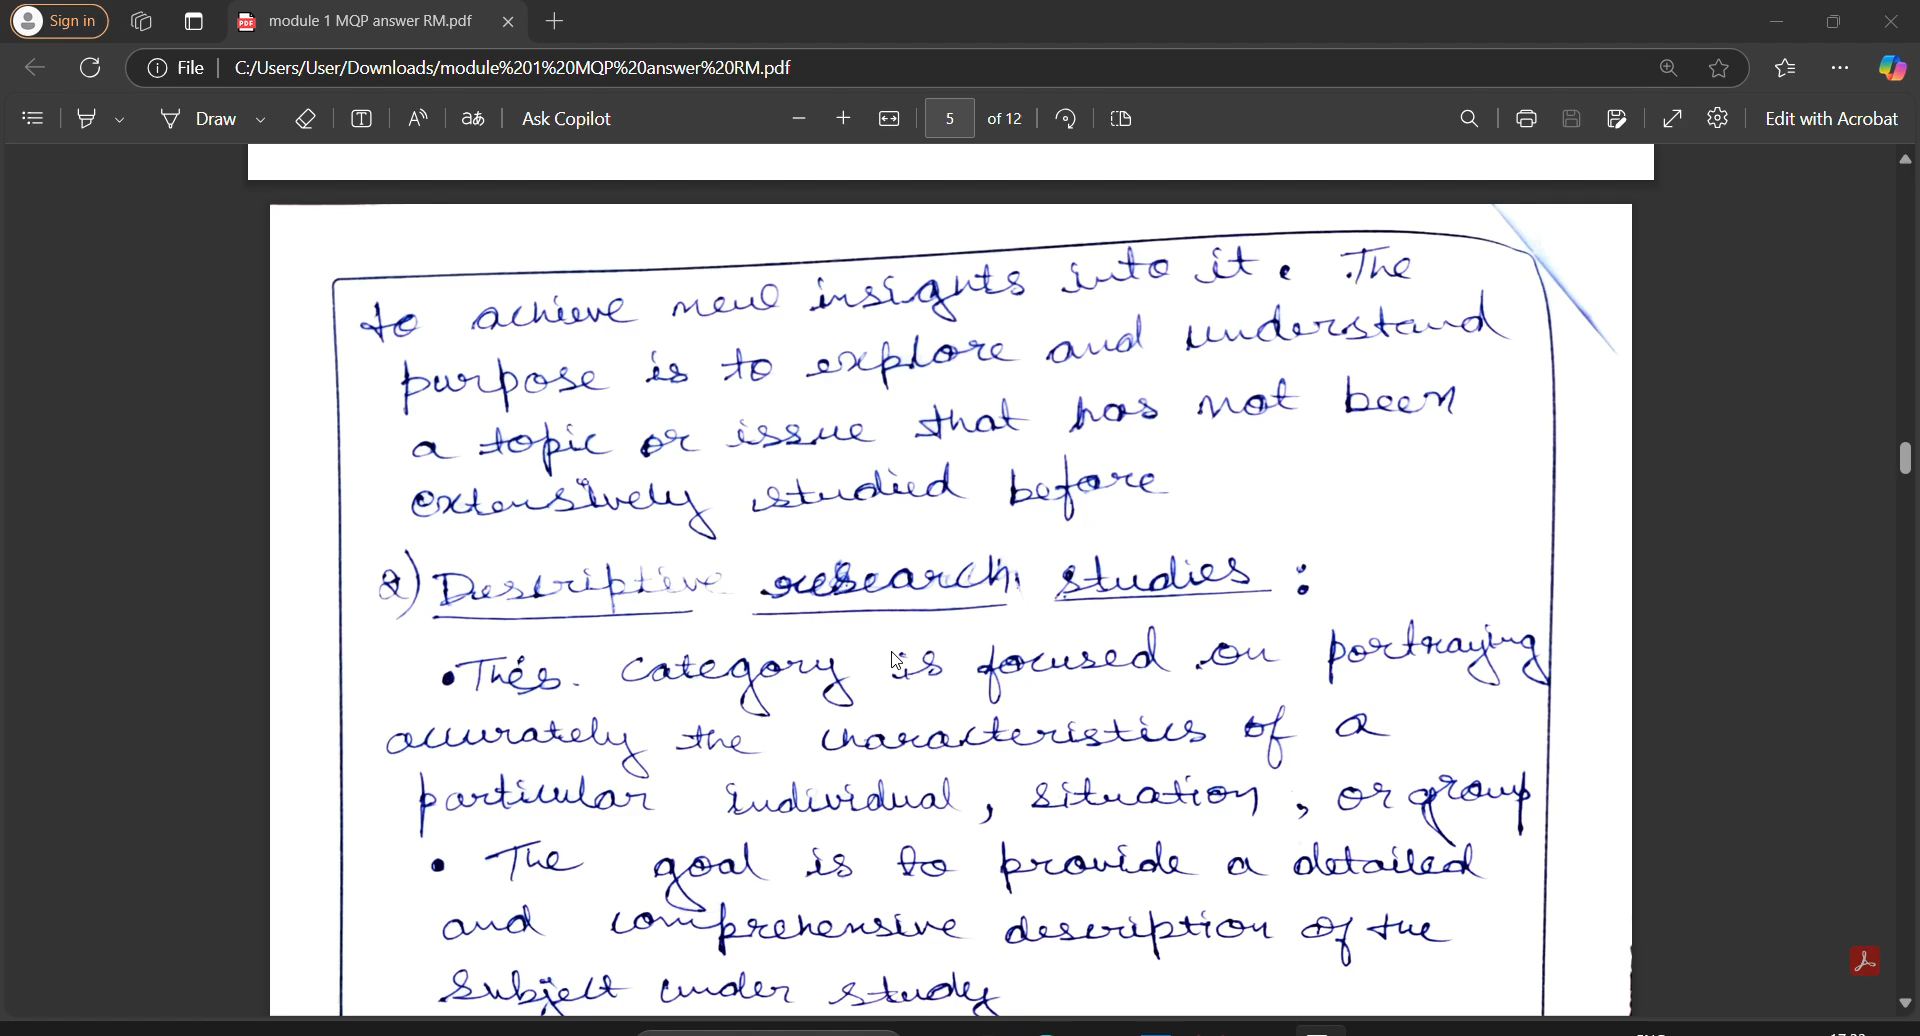 Sign in
module 1 MQP answer RM.pdf
File
C:/Users/User/Downloads/module%201%20MQP%20answer%20RM.pdf
Draw
Ask Copilot
5 of 12
Edit with Acrobat
to achieve new insights into it. The
purpose is to explore and understand
a topic or issue that has not been
extensively studied before
2) Descriptive research studies :
• This category is focused on portraying
accurately the characteristics of a
particular individual, situation, or group
• The goal is to provide a detailed
and comprehensive description of the
subject under study